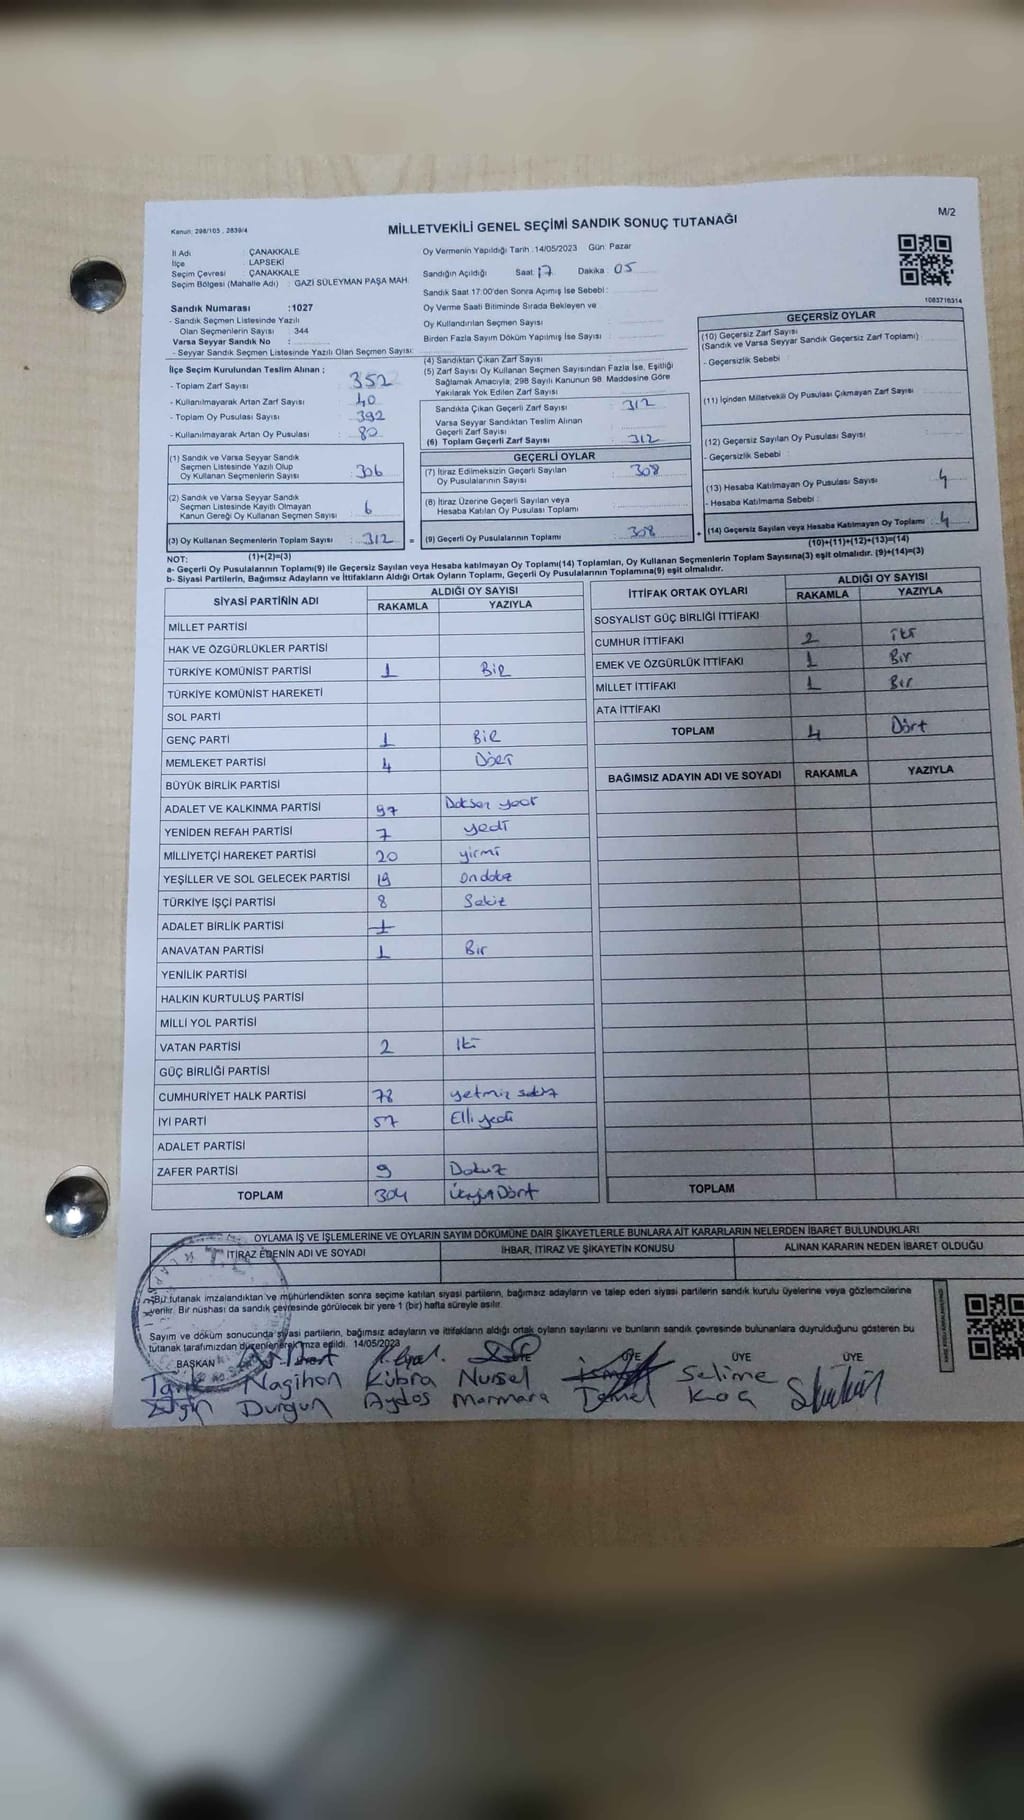 M/2
Kanun: 298/105 , 2839/4
MİLLETVEKİLİ GENEL SEÇİMİ SANDIK SONUÇ TUTANAĞI
İl Adı : ÇANAKKALE
İlçe : LAPSEKİ
Seçim Çevresi : ÇANAKKALE
Seçim Bölgesi (Mahalle Adı) : GAZİ SÜLEYMAN PAŞA MAH.
Sandık Numarası :1027
- Sandık Seçmen Listesinde Yazılı
Olan Seçmenlerin Sayısı : 344
Varsa Seyyar Sandık No :
- Seyyar Sandık Seçmen Listesinde Yazılı Olan Seçmen Sayısı:
Oy Vermenin Yapıldığı Tarih :14/05/2023 Gün: Pazar
Sandığın Açıldığı Saat 17 Dakika : 05
Sandık Saat 17:00'den Sonra Açılmış İse Sebebi :
Oy Verme Saati Bitiminde Sırada Bekleyen ve
Oy Kullandırılan Seçmen Sayısı :
Birden Fazla Sayım Döküm Yapılmış İse Sayısı :
1083716314
İlçe Seçim Kurulundan Teslim Alınan ;
- Toplam Zarf Sayısı : 352
- Kullanılmayarak Artan Zarf Sayısı : 40
- Toplam Oy Pusulası Sayısı : 392
- Kullanılmayarak Artan Oy Pusulası : 80
(1) Sandık ve Varsa Seyyar Sandık
Seçmen Listesinde Yazılı Olup
Oy Kullanan Seçmenlerin Sayısı : 306
(2) Sandık ve Varsa Seyyar Sandık
Seçmen Listesinde Kayıtlı Olmayan
Kanun Gereği Oy Kullanan Seçmen Sayısı : 6
(3) Oy Kullanan Seçmenlerin Toplam Sayısı : 312 =
(1)+(2)=(3)
(4) Sandıktan Çıkan Zarf Sayısı :
(5) Zarf Sayısı Oy Kullanan Seçmen Sayısından Fazla İse, Eşitliği
Sağlamak Amacıyla; 298 Sayılı Kanunun 98. Maddesine Göre
Yakılarak Yok Edilen Zarf Sayısı :
Sandıkta Çıkan Geçerli Zarf Sayısı : 312
Varsa Seyyar Sandıktan Teslim Alınan
Geçerli Zarf Sayısı :
(6) Toplam Geçerli Zarf Sayısı : 312
GEÇERLİ OYLAR
(7) İtiraz Edilmeksizin Geçerli Sayılan
Oy Pusulalarının Sayısı : 308
(8) İtiraz Üzerine Geçerli Sayılan veya
Hesaba Katılan Oy Pusulası Toplamı :
(9) Geçerli Oy Pusulalarının Toplamı : 308 +
GEÇERSİZ OYLAR
(10) Geçersiz Zarf Sayısı
(Sandık ve Varsa Seyyar Sandık Geçersiz Zarf Toplamı)
- Geçersizlik Sebebi :
(11) İçinden Milletvekili Oy Pusulası Çıkmayan Zarf Sayısı
(12) Geçersiz Sayılan Oy Pusulası Sayısı
- Geçersizlik Sebebi :
(13) Hesaba Katılmayan Oy Pusulası Sayısı 4
- Hesaba Katılmama Sebebi :
(14) Geçersiz Sayılan veya Hesaba Katılmayan Oy Toplamı : 4
(10)+(11)+(12)+(13)=(14)
NOT:
a- Geçerli Oy Pusulaları Toplamı(9) ile Geçersiz Sayılan veya Hesaba katılmayan Oy Toplamı(14) Toplamları, Oy Kullanan Seçmenlerin Toplam Sayısına(3) eşit olmalıdır. (9)+(14)=(3)
b- Siyasi Partilerin, Bağımsız Adayların ve İttifakların Aldığı Ortak Oyların Toplamı, Geçerli Oy Pusulalarının Toplamına(9) eşit olmalıdır.
SİYASİ PARTİNİN ADI ALDIĞI OY SAYISI
RAKAMLA YAZIYLA
MİLLET PARTİSİ
HAK VE ÖZGÜRLÜKLER PARTİSİ
TÜRKİYE KOMÜNİST PARTİSİ 1 Bir
TÜRKİYE KOMÜNİST HAREKETİ
SOL PARTİ
GENÇ PARTİ 1 Bir
MEMLEKET PARTİSİ 4 Dört
BÜYÜK BİRLİK PARTİSİ
ADALET VE KALKINMA PARTİSİ 97 Doksan yedi
YENİDEN REFAH PARTİSİ 7 yedi
MİLLİYETÇİ HAREKET PARTİSİ 20 yirmi
YEŞİLLER VE SOL GELECEK PARTİSİ 19 ondokuz
TÜRKİYE İŞÇİ PARTİSİ 8 Sekiz
ADALET BİRLİK PARTİSİ 1
ANAVATAN PARTİSİ 1 Bir
YENİLİK PARTİSİ
HALKIN KURTULUŞ PARTİSİ
MİLLİ YOL PARTİSİ
VATAN PARTİSİ 2 İki
GÜÇ BİRLİĞİ PARTİSİ
CUMHURİYET HALK PARTİSİ 78 yetmiş sekiz
İYİ PARTİ 57 Elli yedi
ADALET PARTİSİ
ZAFER PARTİSİ 9 Dokuz
TOPLAM 304 Üçyüz Dört
İTTİFAK ORTAK OYLARI ALDIĞI OY SAYISI
RAKAMLA YAZIYLA
SOSYALİST GÜÇ BİRLİĞİ İTTİFAKI
CUMHUR İTTİFAKI 2 iki
EMEK VE ÖZGÜRLÜK İTTİFAKI 1 Bir
MİLLET İTTİFAKI 1 Bir
ATA İTTİFAKI
TOPLAM 4 Dört
BAĞIMSIZ ADAYIN ADI VE SOYADI RAKAMLA YAZIYLA
TOPLAM
OYLAMA İŞ VE İŞLEMLERİNE VE OYLARIN SAYIM DÖKÜMÜNE DAİR ŞİKAYETLERLE BUNLARA AİT KARARLARIN NELERDEN İBARET BULUNDUKLARI
İTİRAZ EDENİN ADI VE SOYADI İHBAR, İTİRAZ VE ŞİKAYETİN KONUSU ALINAN KARARIN NEDEN İBARET OLDUĞU
İşbu tutanak imzalandıktan ve mühürlendikten sonra seçime katılan siyasi partilerin, bağımsız adayların ve talep eden siyasi partilerin sandık kurulu üyelerine veya gözlemcilerine
verilir. Bir nüshası da sandık çevresinde görülecek bir yere 1 (bir) hafta süreyle asılır.
Sayım ve döküm sonucunda siyasi partilerin, bağımsız adayların ve ittifakların aldığı ortak oyların sayılarını ve bunların sandık çevresinde bulunanlara duyrulduğunu gösteren bu
tutanak tarafımızdan düzenlenerek imza edildi. 14/05/2023
BAŞKAN ÜYE ÜYE ÜYE
Tarık Nagihan Kübra Nursel Selime
Durgun Aydos Marmara Temel Koç